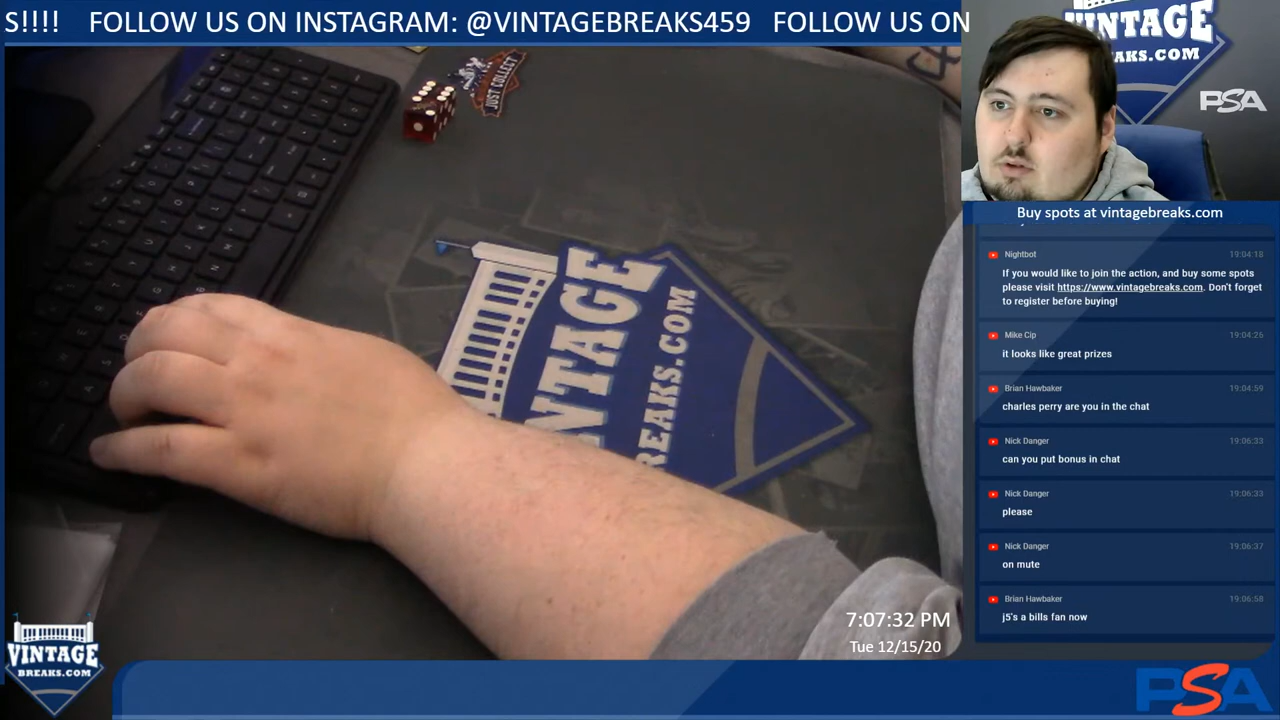 S!!!! FOLLOW US ON INSTAGRAM: @VINTAGEBREAKS459 FOLLOW US ON
VINTAGE
BREAKS.COM
PSA
JUST COLLECT
Buy spots at vintagebreaks.com
Nightbot 19:04:18
If you would like to join the action, and buy some spots
please visit https://www.vintagebreaks.com. Don't forget
to register before buying!
Mike Cip 19:04:26
it looks like great prizes
Brian Hawbaker 19:04:59
charles perry are you in the chat
Nick Danger 19:06:33
can you put bonus in chat
Nick Danger 19:06:33
please
Nick Danger 19:06:37
on mute
Brian Hawbaker 19:06:58
j5's a bills fan now
NTAGE
REAKS.COM
7:07:32 PM
Tue 12/15/20
VINTAGE
BREAKS.COM
PSA